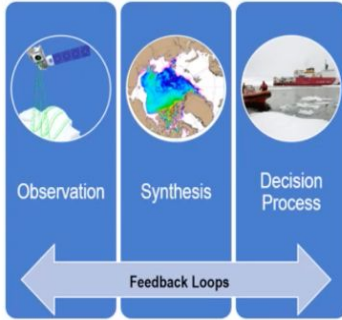 Observation
Synthesis
Decision
Process
Feedback Loops